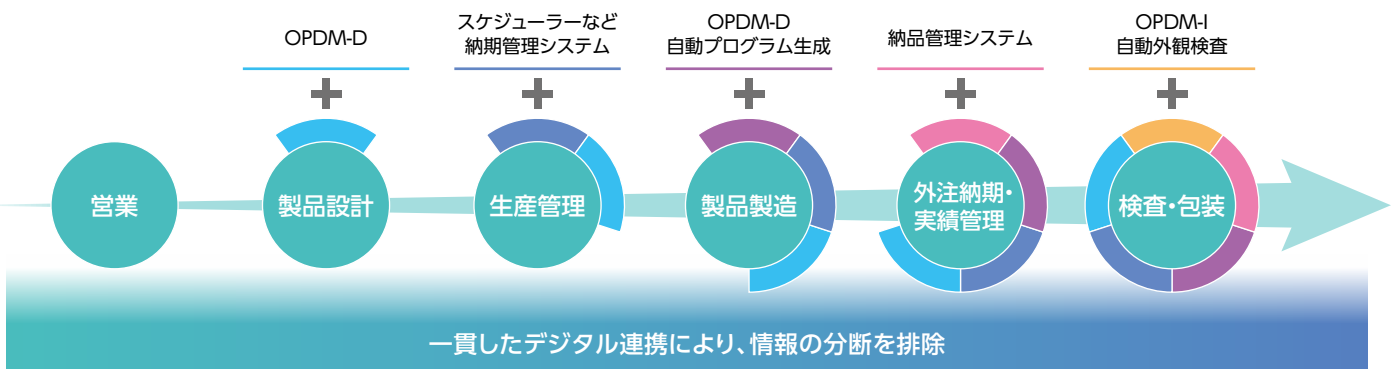 OPDM-D
スケジューラーなど
納期管理システム
OPDM-D
自動プログラム生成
納品管理システム
OPDM-I
自動外観検査
営業
製品設計
生産管理
製品製造
外注納期・
実績管理
検査・包装
一貫したデジタル連携により、情報の分断を排除